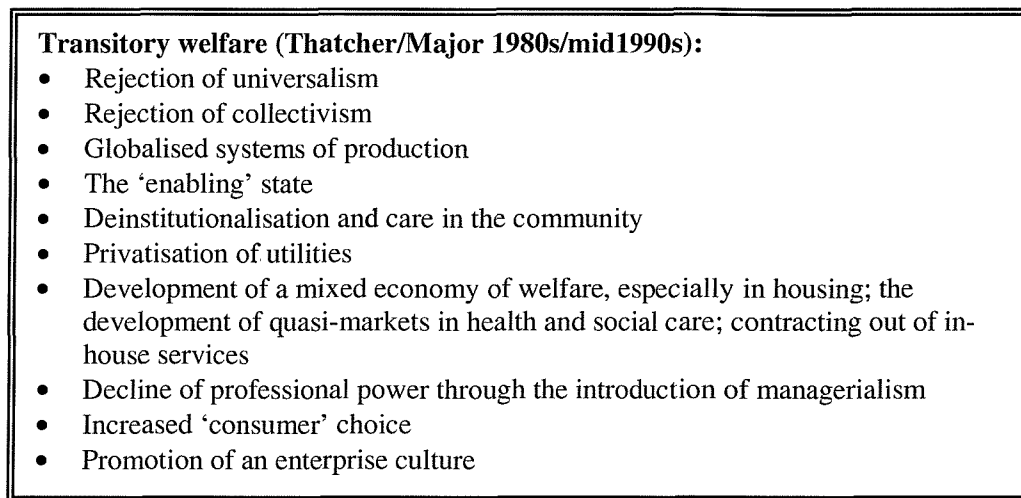 Transitory welfare (Thatcher/Major 1980s/mid1990s):
• Rejection of universalism
• Rejection of collectivism
• Globalised systems of production
• The ‘enabling’ state
• Deinstitutionalisation and care in the community
• Privatisation of utilities
• Development of a mixed economy of welfare, especially in housing; the
development of quasi-markets in health and social care; contracting out of in-
house services
• Decline of professional power through the introduction of managerialism
• Increased ‘consumer’ choice
• Promotion of an enterprise culture